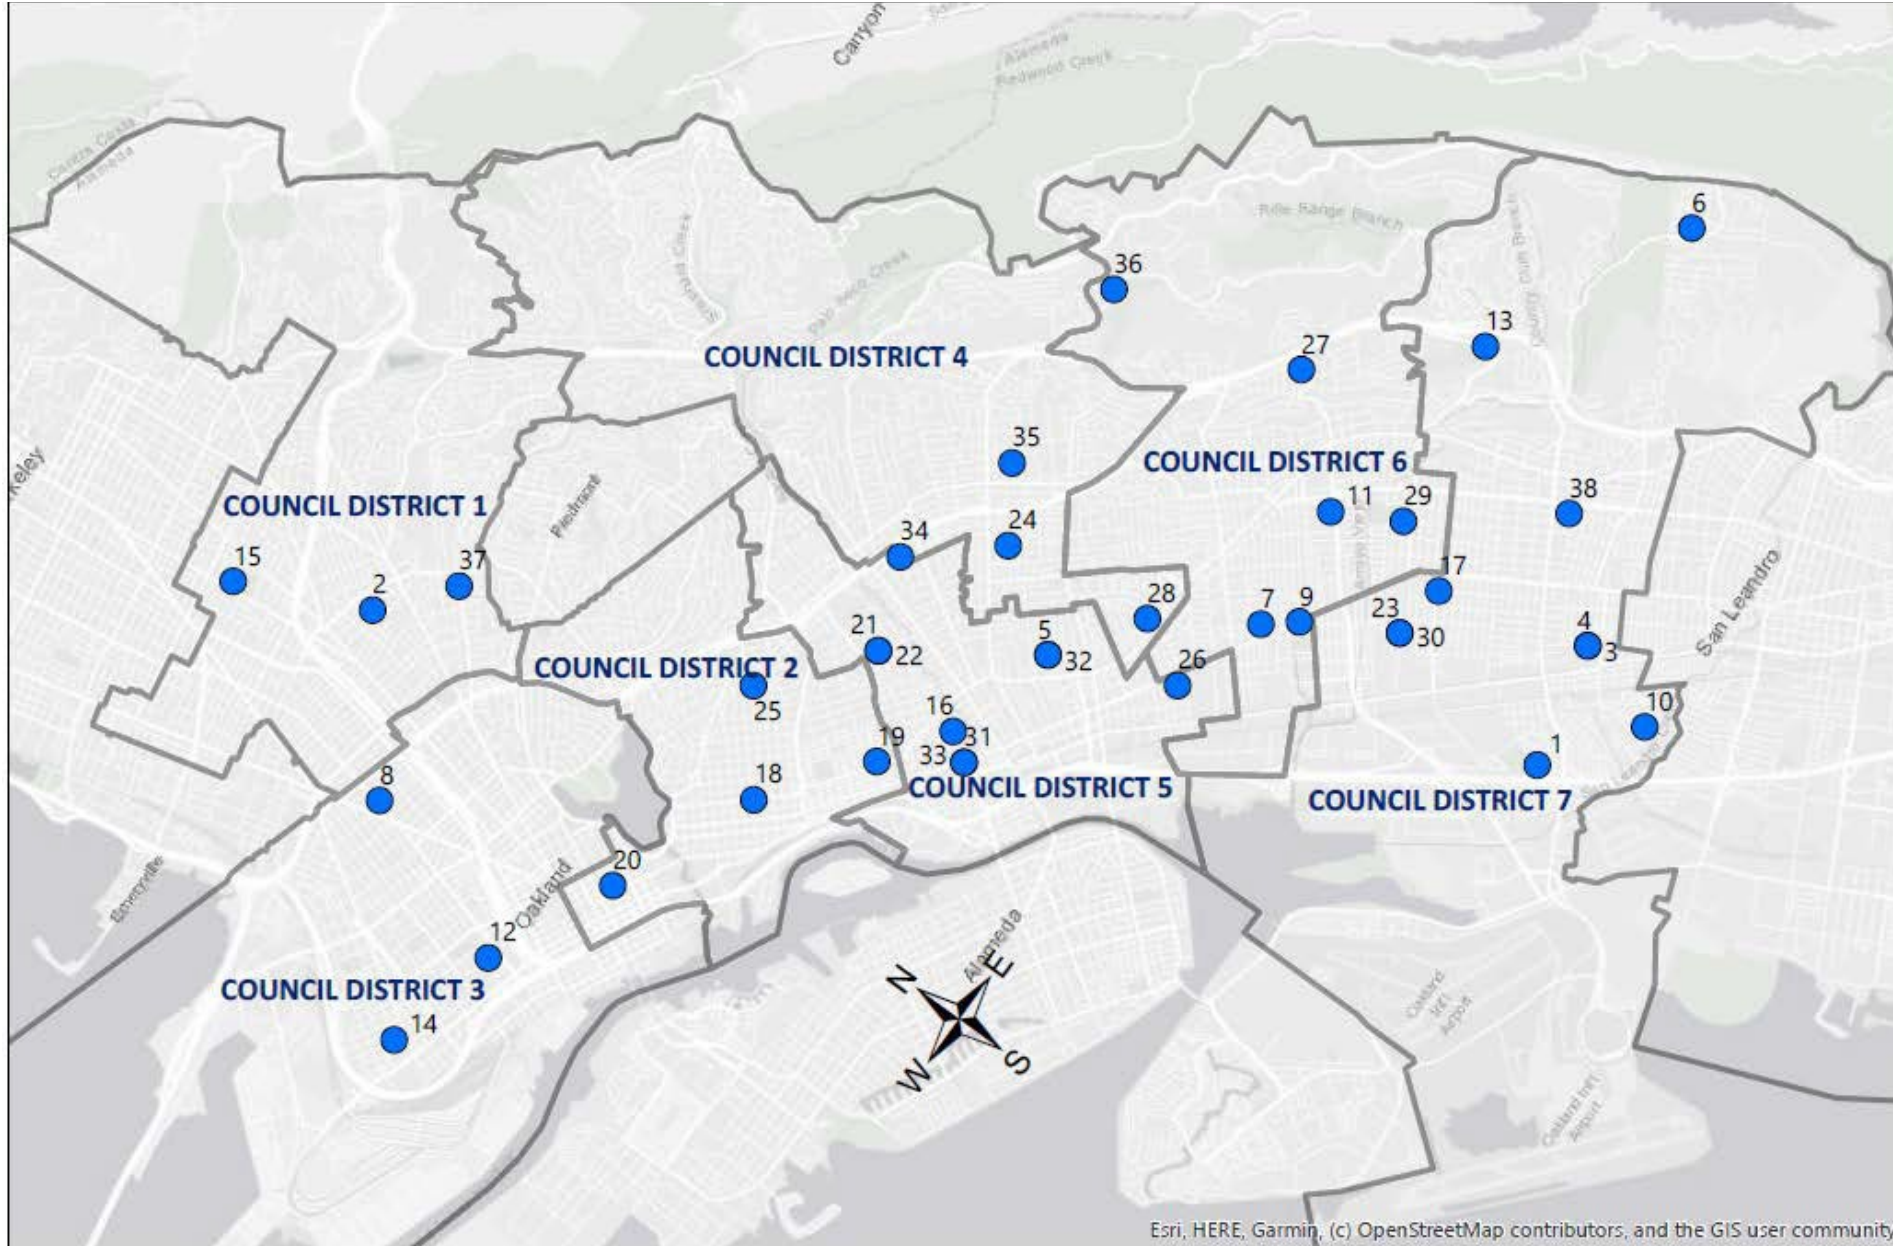 Canyon
Alameda
Redwood Creek
Contra Costa
Alameda
6
Rifle Range Branch
36
Palo Seco Creek
13
27
COUNCIL DISTRICT 4
35
COUNCIL DISTRICT 6
Piedmont
COUNCIL DISTRICT 1
11
29
38
keley
34
24
15
2
37
17
San Leandro
28
7
9
23
30
4
3
21
22
5
32
COUNCIL DISTRICT 2
25
26
16
10
19
33
31
1
8
18
COUNCIL DISTRICT 5
COUNCIL DISTRICT 7
20
Emeryville
Oakland
12
Alameda
COUNCIL DISTRICT 3
14
N
E
W
S
Oakland
Intl
Airport
Oakland Intl
Airport
Esri, HERE, Garmin, (c) OpenStreetMap contributors, and the GIS user community